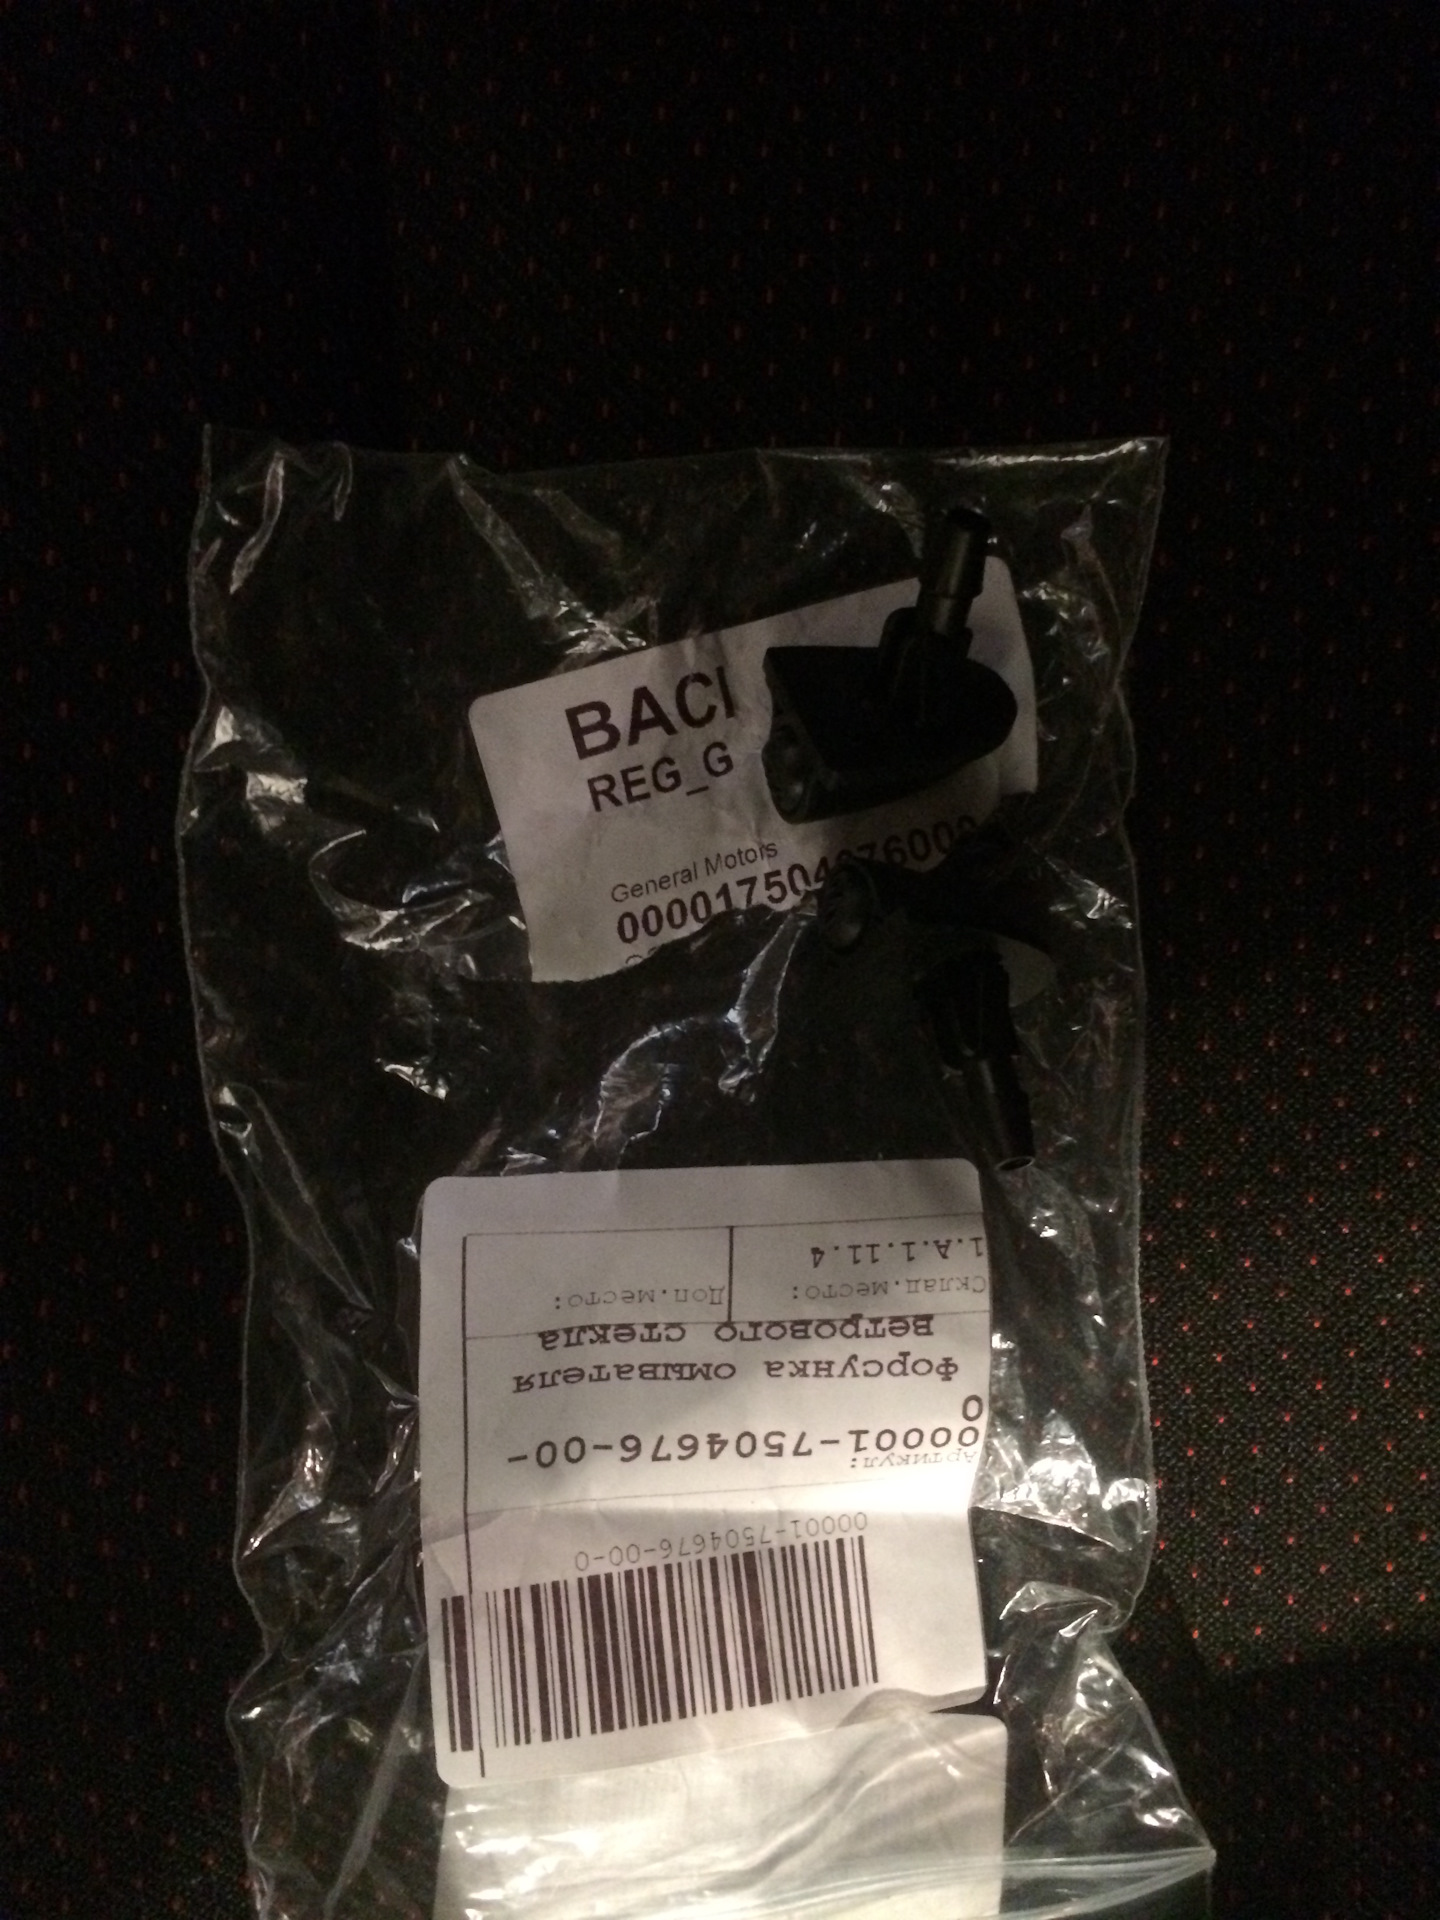 BACI
REG_G
General Motors
00001750467600
1.A.1.11.4
Склад.место:
Доп.место:
Форсунка омывателя
ветрового стекла
Артикул:
00001-7504676-00-
0
00001-7504676-00-0